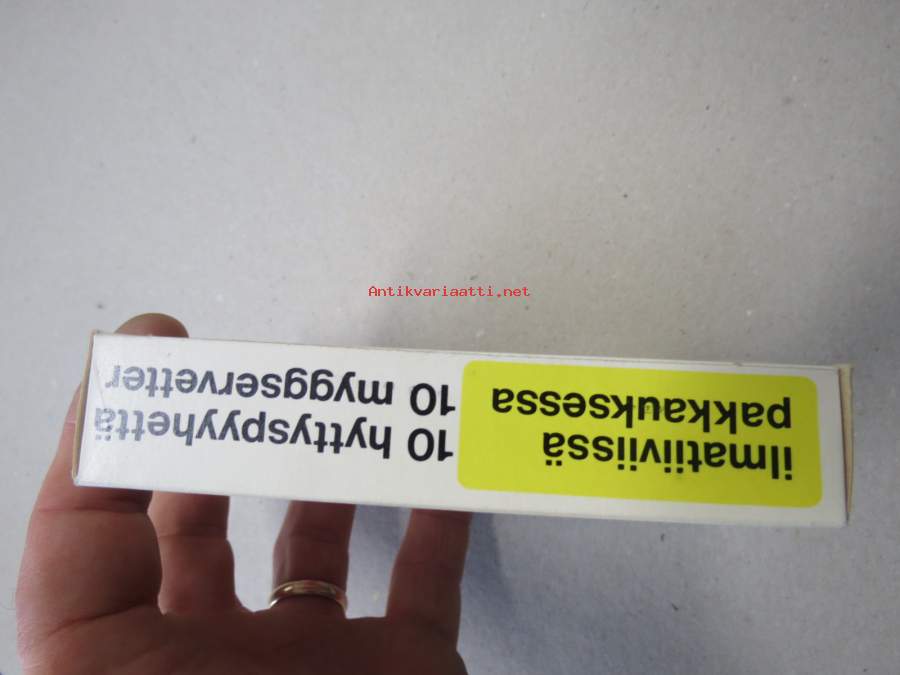 ilmatiiviissä
pakkauksessa
10 hyttyspyyhettä
10 myggservetter
Antikvariaatti.net